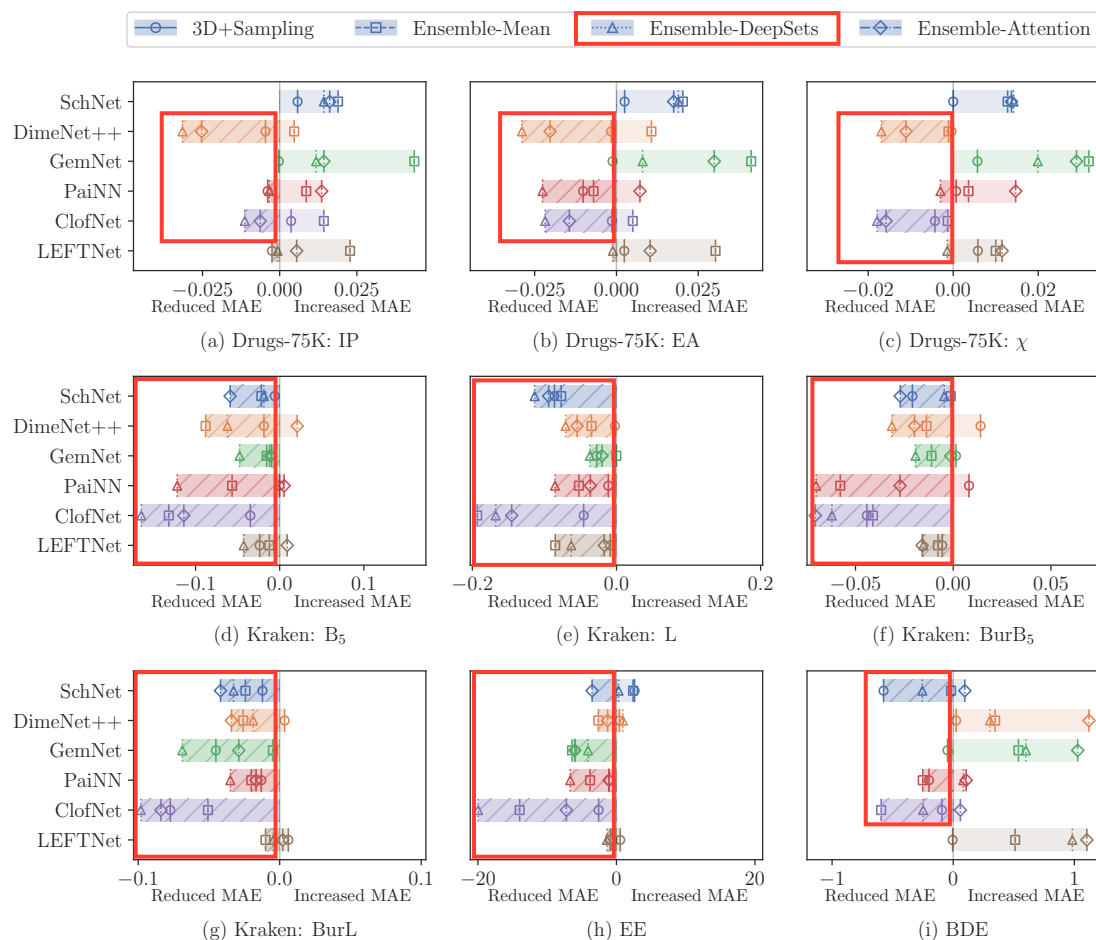 3D+Sampling Ensemble-Mean Ensemble-DeepSets Ensemble-Attention
SchNet
DimeNet++
GemNet
PaiNN
ClofNet
LEFTNet
−0.025 0.000 0.025
Reduced MAE Increased MAE
(a) Drugs-75K: IP
−0.025 0.000 0.025
Reduced MAE Increased MAE
(b) Drugs-75K: EA
−0.02 0.00 0.02
Reduced MAE Increased MAE
(c) Drugs-75K: χ
SchNet
DimeNet++
GemNet
PaiNN
ClofNet
LEFTNet
−0.1 0.0 0.1
Reduced MAE Increased MAE
(d) Kraken: B₅
−0.2 0.0 0.2
Reduced MAE Increased MAE
(e) Kraken: L
−0.05 0.00 0.05
Reduced MAE Increased MAE
(f) Kraken: BurB₅
SchNet
DimeNet++
GemNet
PaiNN
ClofNet
LEFTNet
−0.1 0.0 0.1
Reduced MAE Increased MAE
(g) Kraken: BurL
−20 0 20
Reduced MAE Increased MAE
(h) EE
−1 0 1
Reduced MAE Increased MAE
(i) BDE